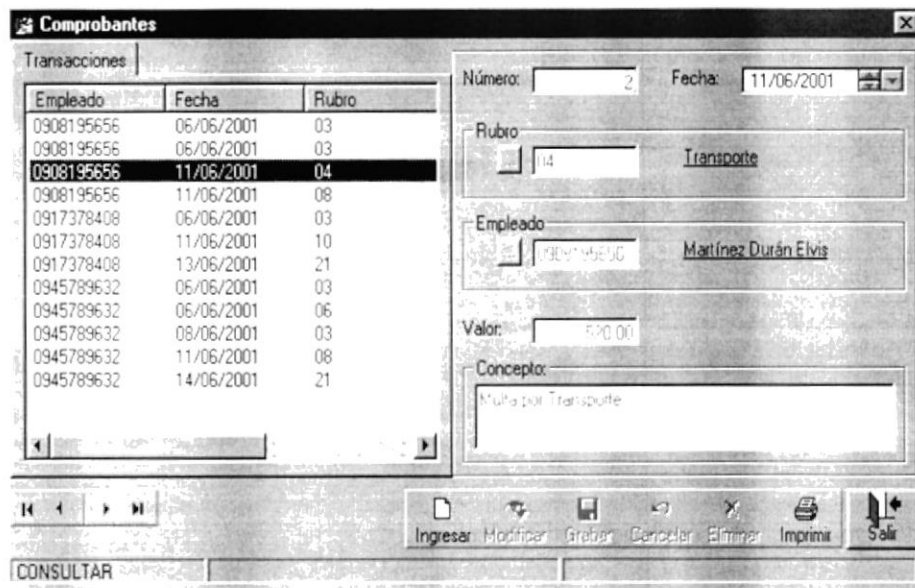 Comprobantes
Transacciones
Empleado Fecha Rubro
0908195656 06/06/2001 03
0908195656 06/06/2001 03
0908195656 11/06/2001 04
0908195656 11/06/2001 08
0917378408 06/06/2001 03
0917378408 11/06/2001 10
0917378408 13/06/2001 21
0945789632 06/06/2001 03
0945789632 06/06/2001 06
0945789632 08/06/2001 03
0945789632 11/06/2001 08
0945789632 14/06/2001 21
Número: 2 Fecha: 11/06/2001
Rubro
... 04 Transporte
Empleado
0908195656 Martínez Durán Elvis
Valor: 520.00
Concepto:
Multa por Transporte
Ingresar Modificar Grabar Cancelar Eliminar Imprimir Salir
CONSULTAR